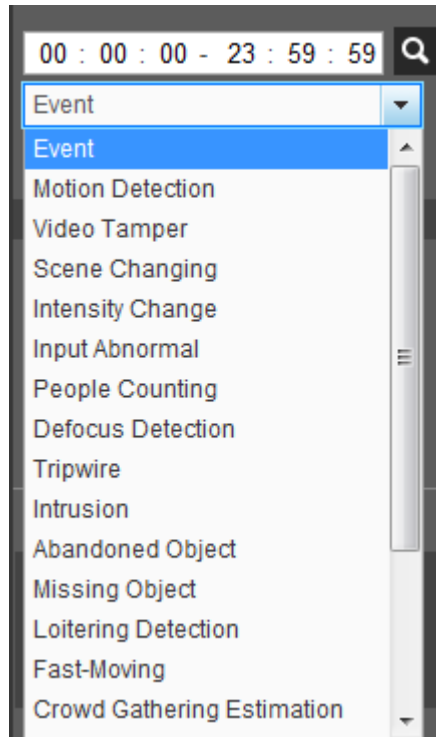 00 : 00 : 00 - 23 : 59 : 59
Event
Event
Motion Detection
Video Tamper
Scene Changing
Intensity Change
Input Abnormal
People Counting
Defocus Detection
Tripwire
Intrusion
Abandoned Object
Missing Object
Loitering Detection
Fast-Moving
Crowd Gathering Estimation